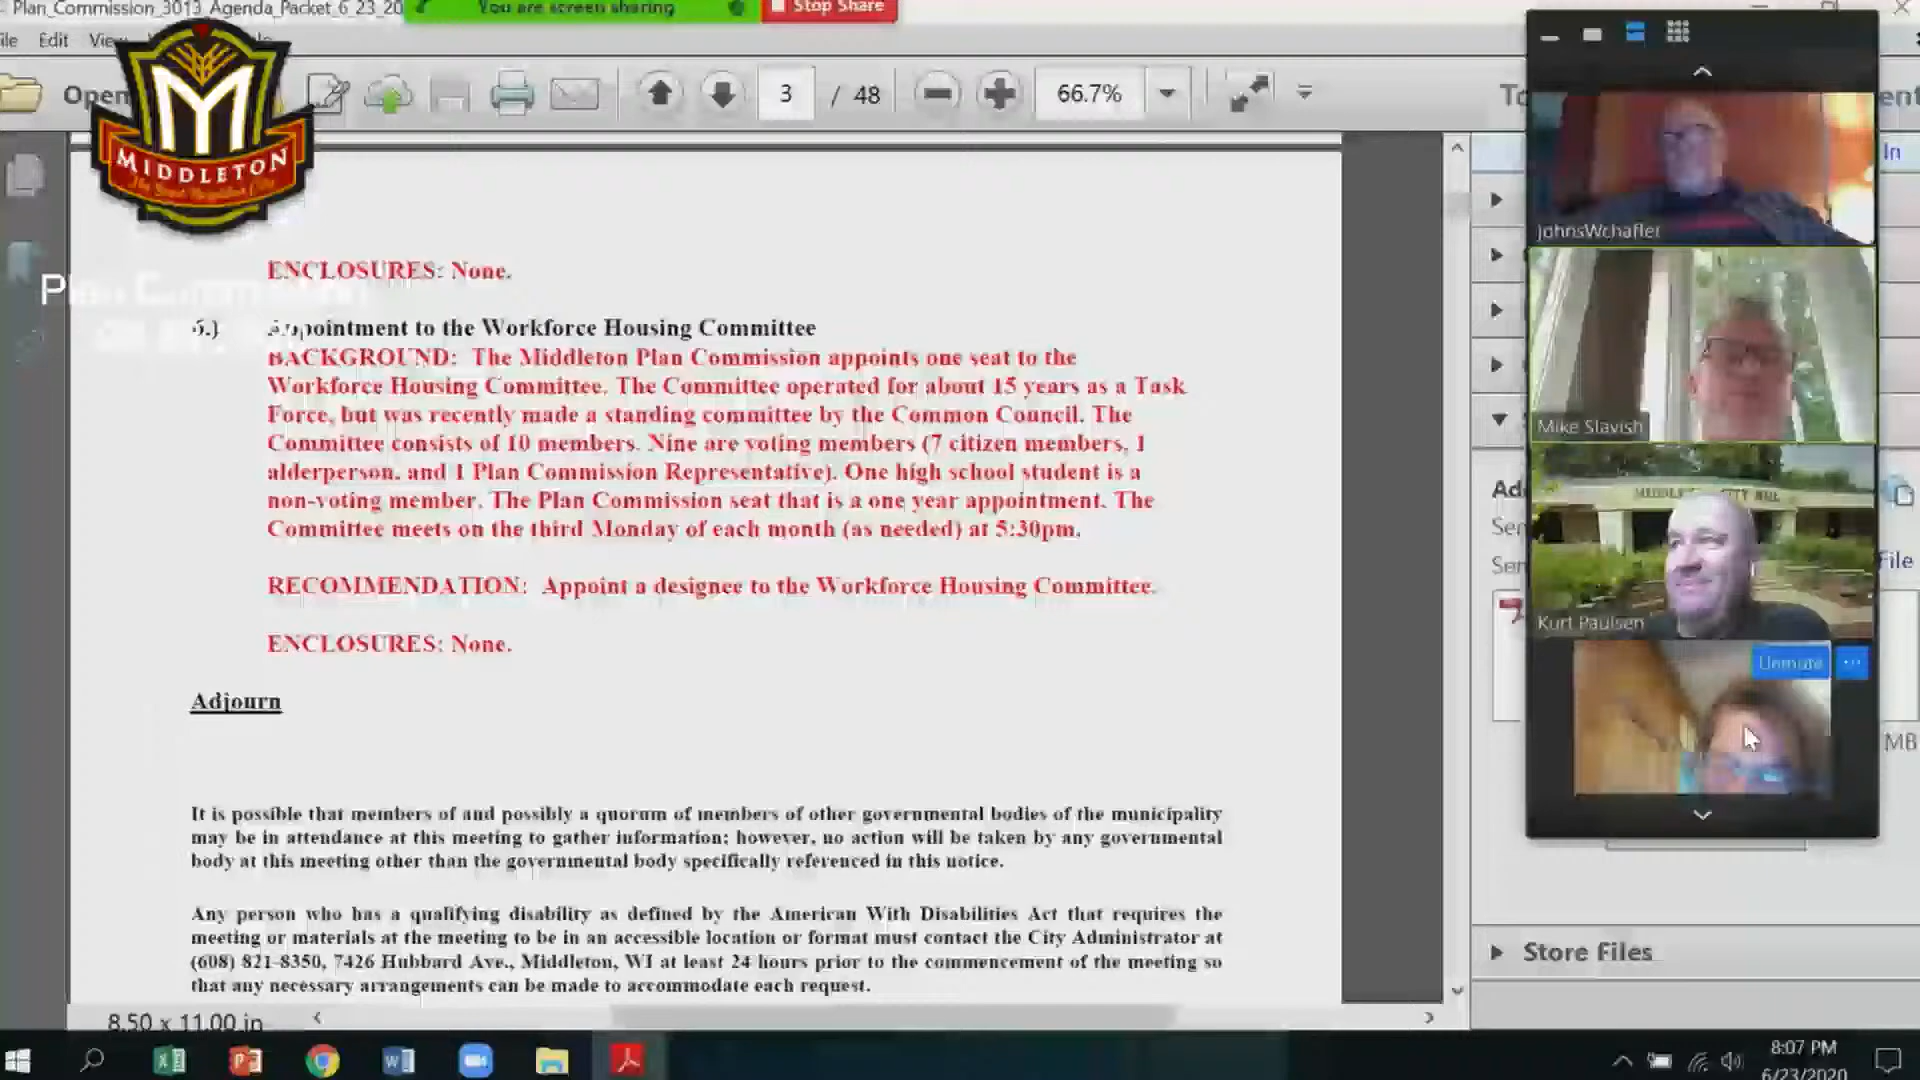 Plan_Commission_3013_Agenda_Packet_6_23_20
You are screen sharing
Stop Share
File Edit View
Open
3 / 48
66.7%
MIDDLETON
ENCLOSURES: None.
Appointment to the Workforce Housing Committee
BACKGROUND: The Middleton Plan Commission appoints one seat to the
Workforce Housing Committee. The Committee operated for about 15 years as a Task
Force, but was recently made a standing committee by the Common Council. The
Committee consists of 10 members. Nine are voting members (7 citizen members, 1
alderperson, and 1 Plan Commission Representative). One high school student is a
non-voting member. The Plan Commission seat that is a one year appointment. The
Committee meets on the third Monday of each month (as needed) at 5:30pm.
RECOMMENDATION: Appoint a designee to the Workforce Housing Committee.
ENCLOSURES: None.
Adjourn
It is possible that members of and possibly a quorum of members of other governmental bodies of the municipality
may be in attendance at this meeting to gather information; however, no action will be taken by any governmental
body at this meeting other than the governmental body specifically referenced in this notice.
Any person who has a qualifying disability as defined by the American With Disabilities Act that requires the
meeting or materials at the meeting to be in an accessible location or format must contact the City Administrator at
(608) 821-8350, 7426 Hubbard Ave., Middleton, WI at least 24 hours prior to the commencement of the meeting so
that any necessary arrangements can be made to accommodate each request.
8.50 x 11.00 in
Mike Slavish
Kurt Paulsen
Unmute
In
File
MB
Store Files
8:07 PM
6/23/2020